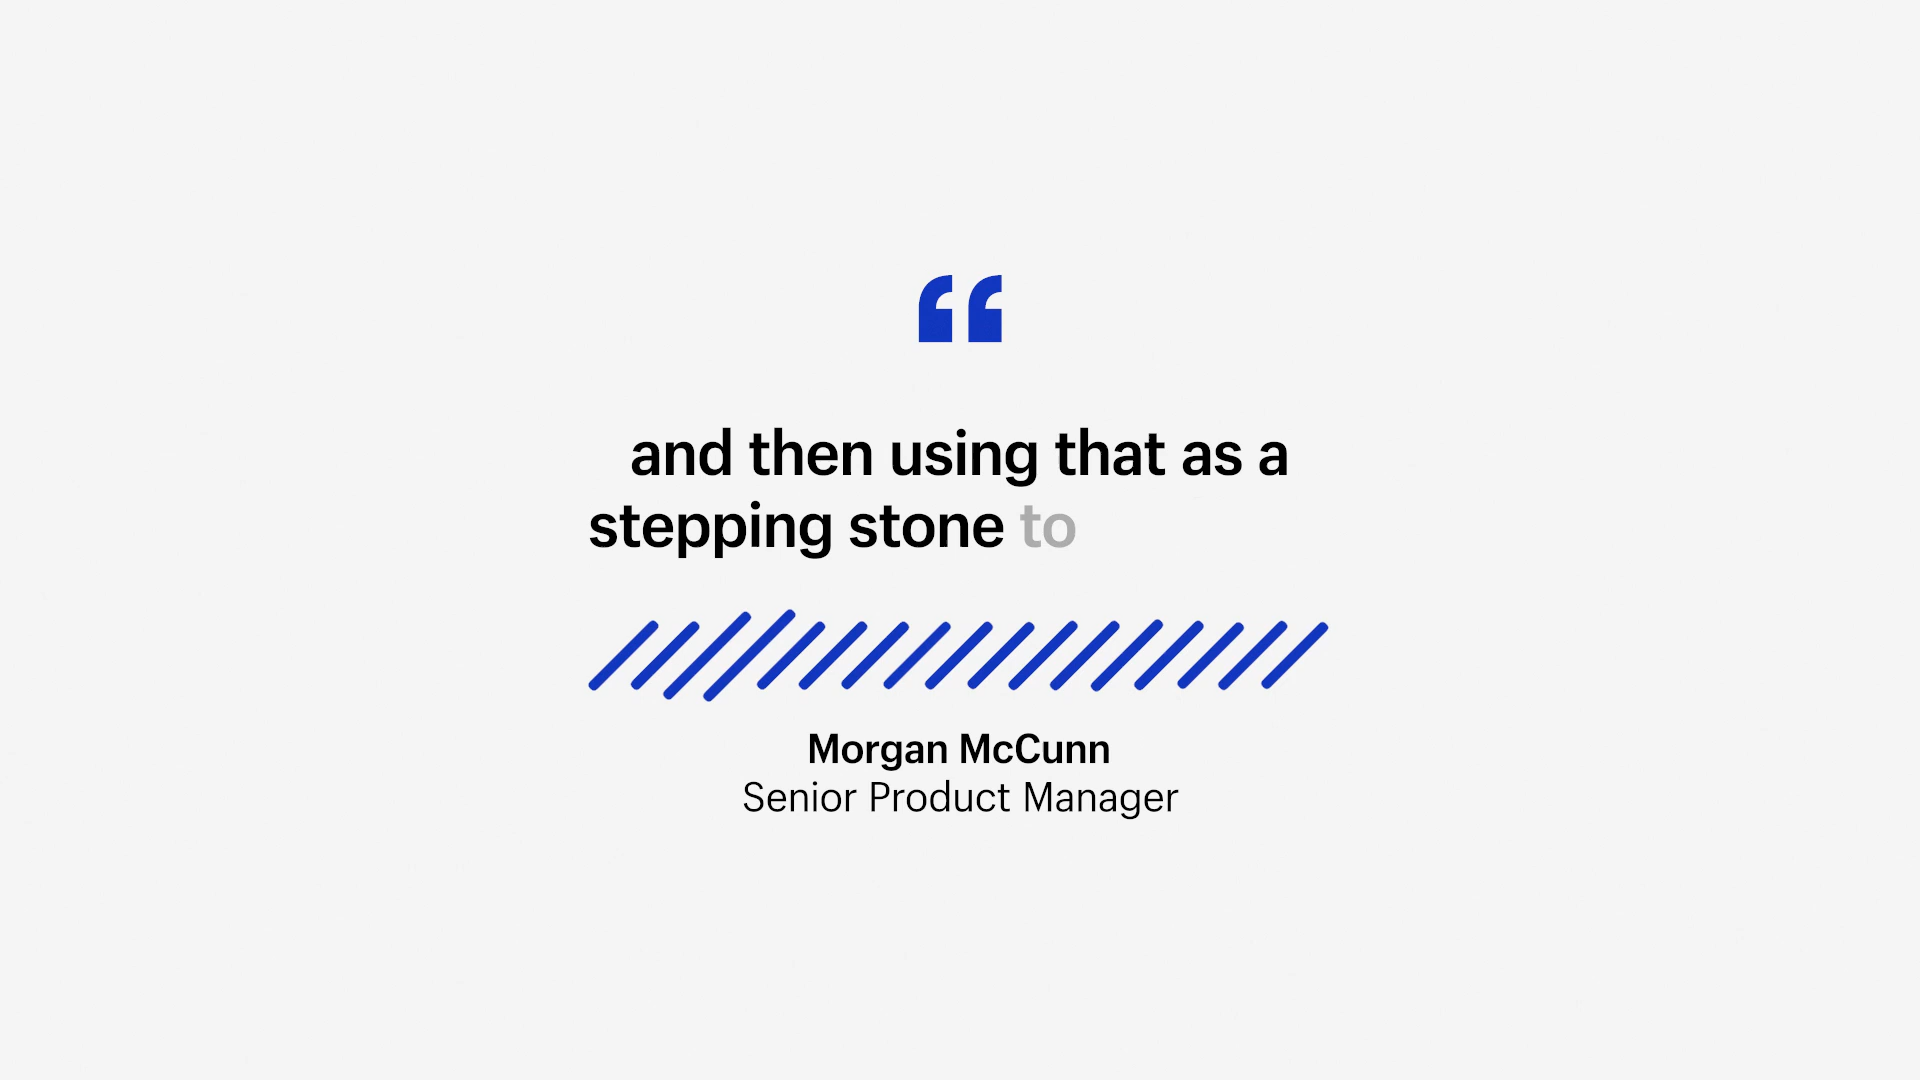 “
and then using that as a
stepping stone to
Morgan McCunn
Senior Product Manager